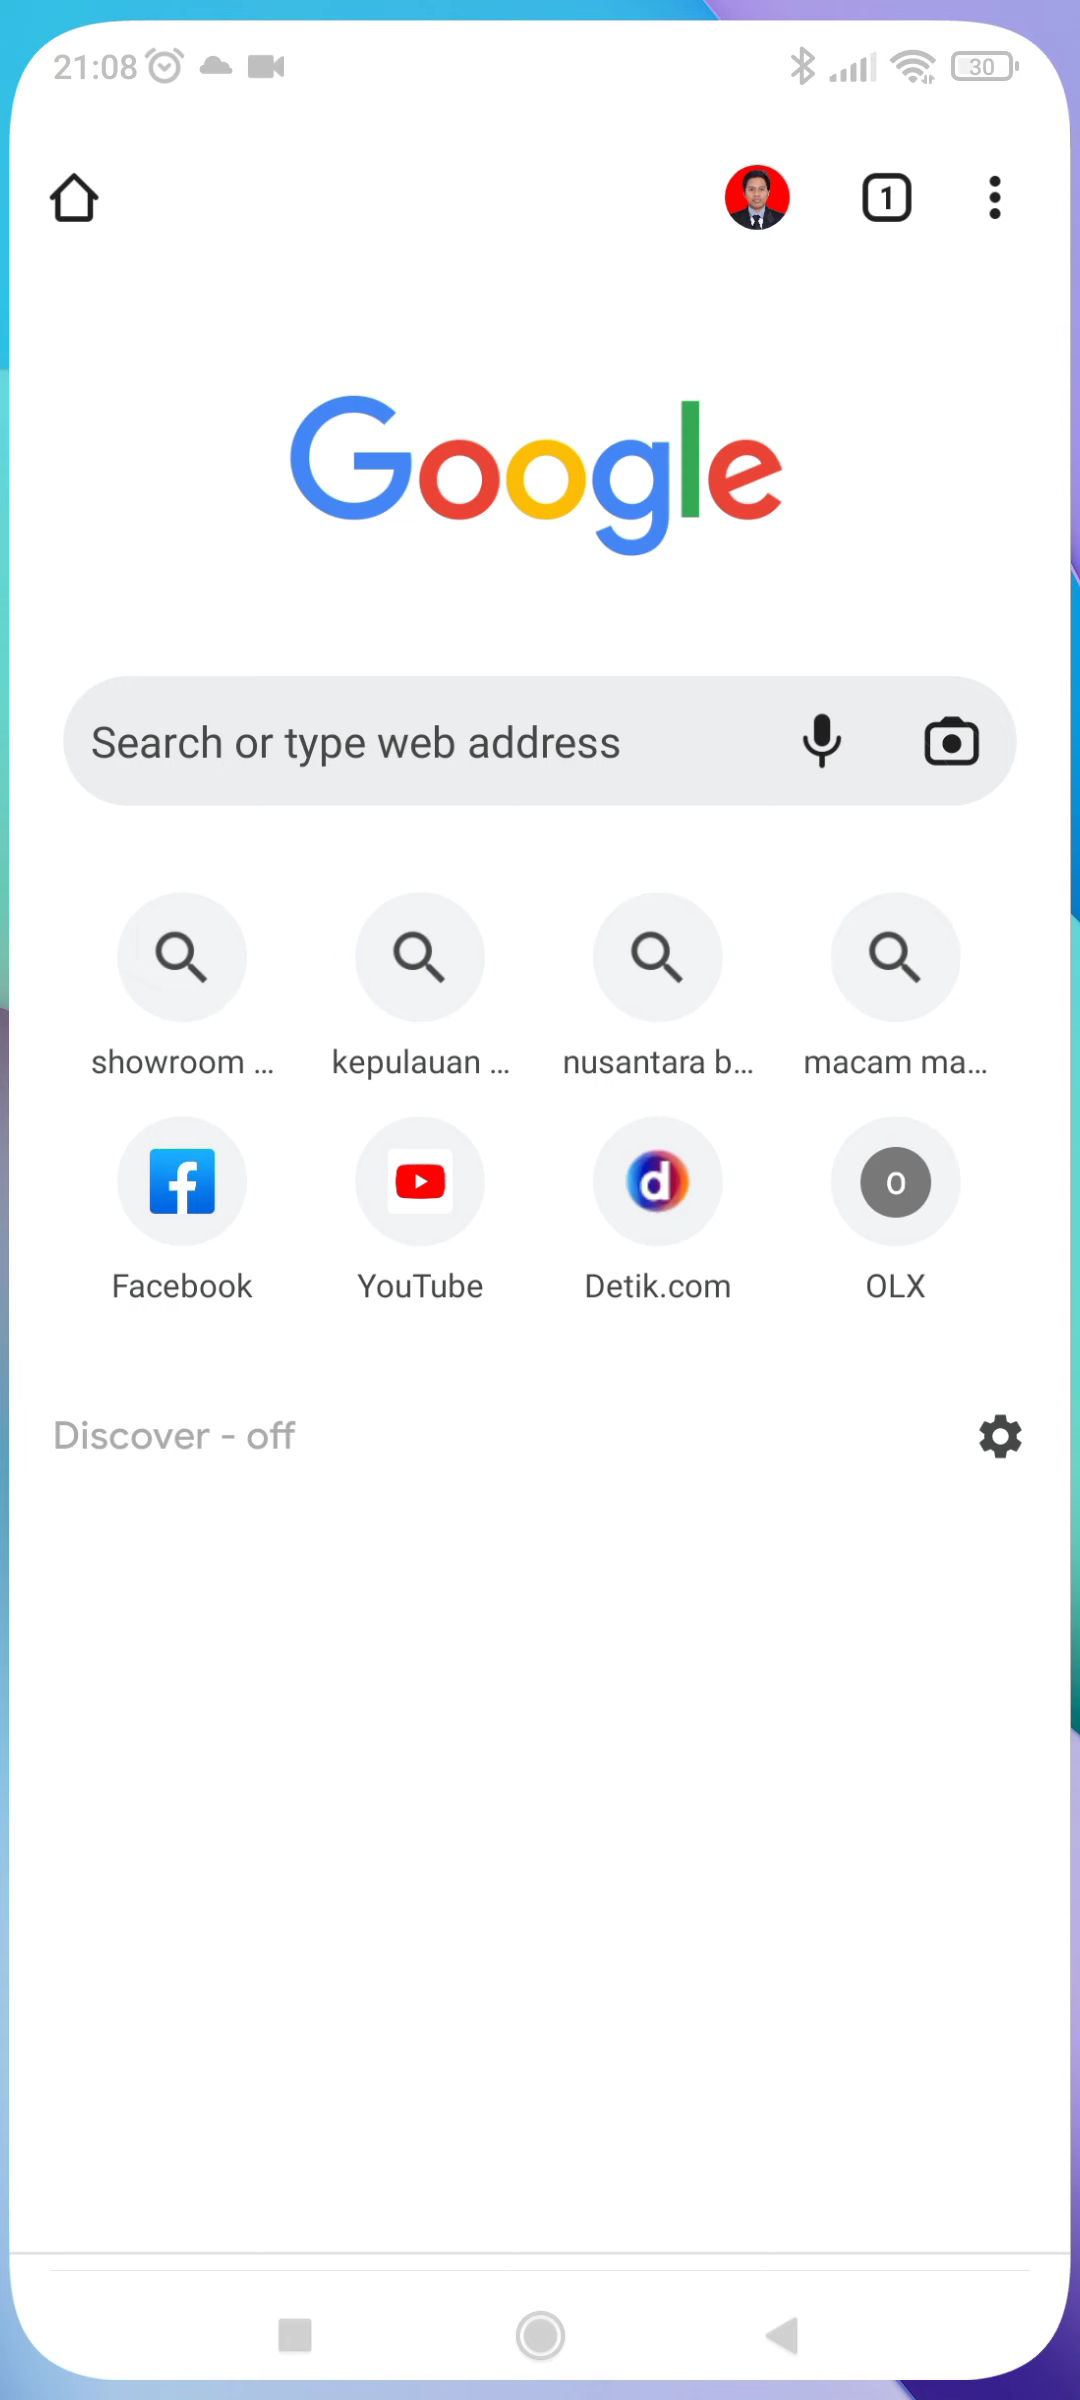 21:08 30
1
Google
Search or type web address
showroom ... kepulauan ... nusantara b... macam ma...
f d o
Facebook YouTube Detik.com OLX
Discover - off